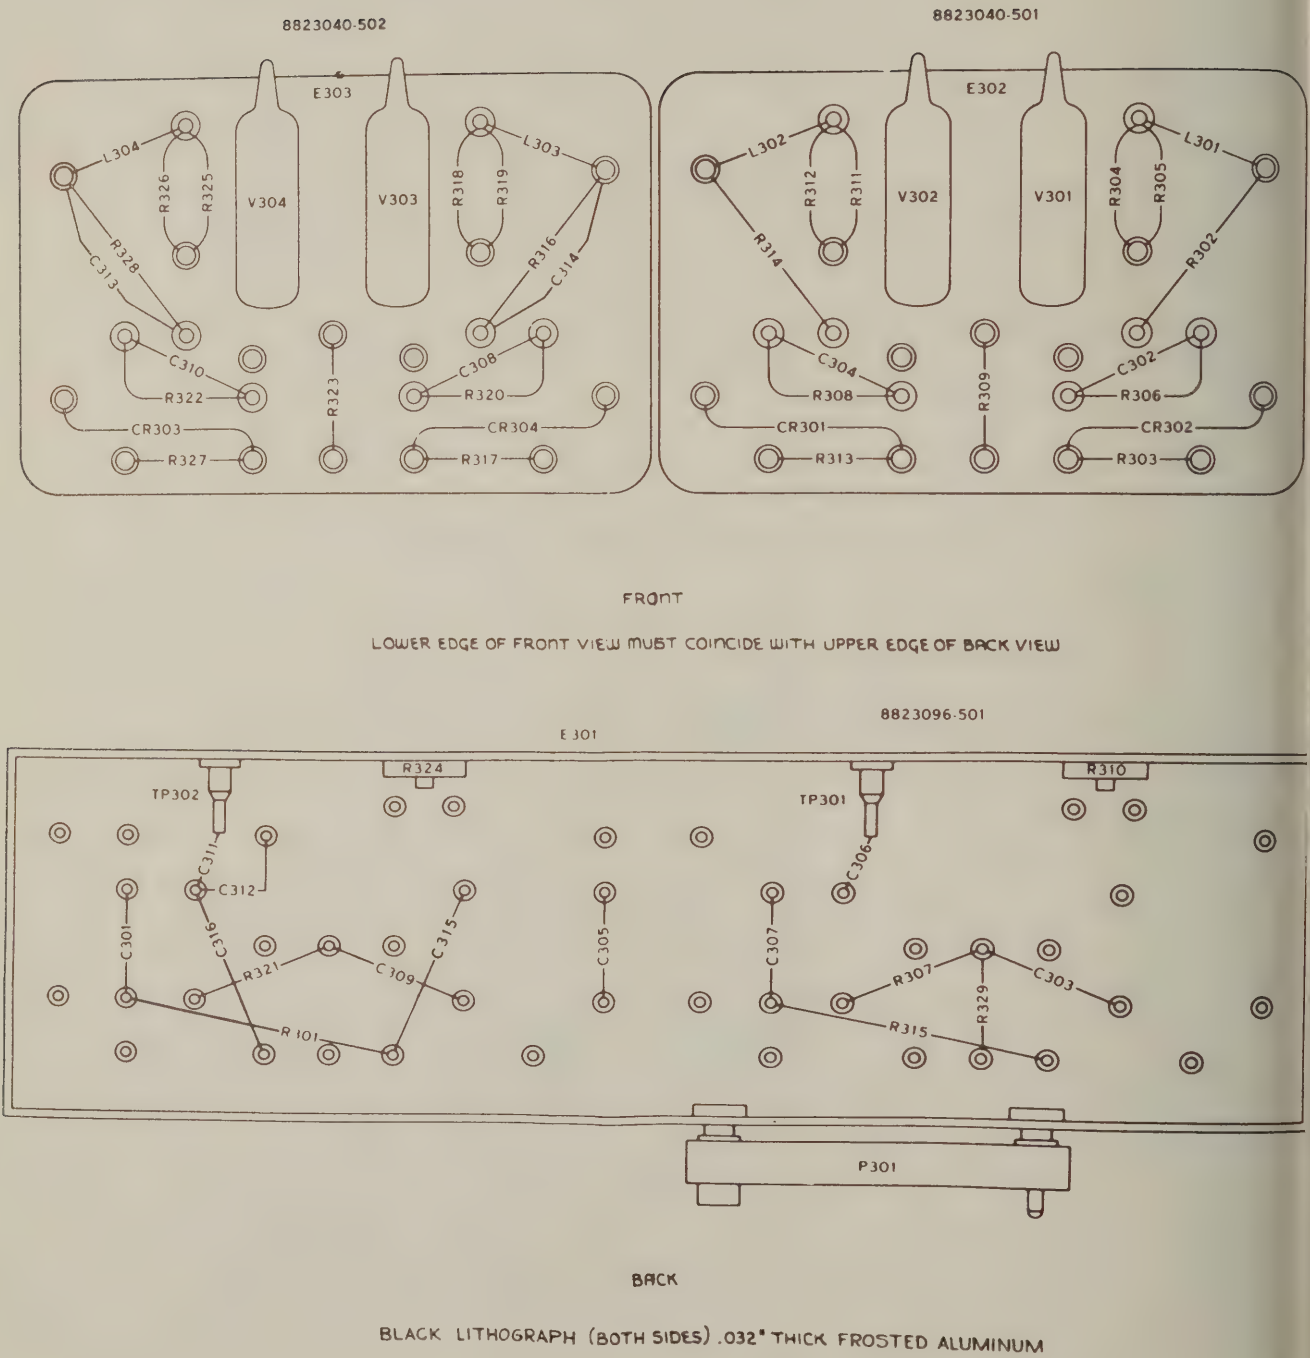 8823040-502
8823040-501
E303
E302
L304
R326
R325
V304
V303
R318
R319
L303
L302
R312
R311
V302
V301
R304
R305
L301
R328
C313
R316
C314
R314
R302
C310
R322
R323
C308
R320
C304
R308
R309
C302
R306
CR303
CR304
CR301
CR302
R327
R317
R313
R303
FRONT
LOWER EDGE OF FRONT VIEW MUST COINCIDE WITH UPPER EDGE OF BACK VIEW
8823096-501
E301
R324
R310
TP302
TP301
C311
C312
C306
C301
C316
R321
C309
C315
C305
C307
R307
R329
C303
R301
R315
P301
BACK
BLACK LITHOGRAPH (BOTH SIDES) .032" THICK FROSTED ALUMINUM